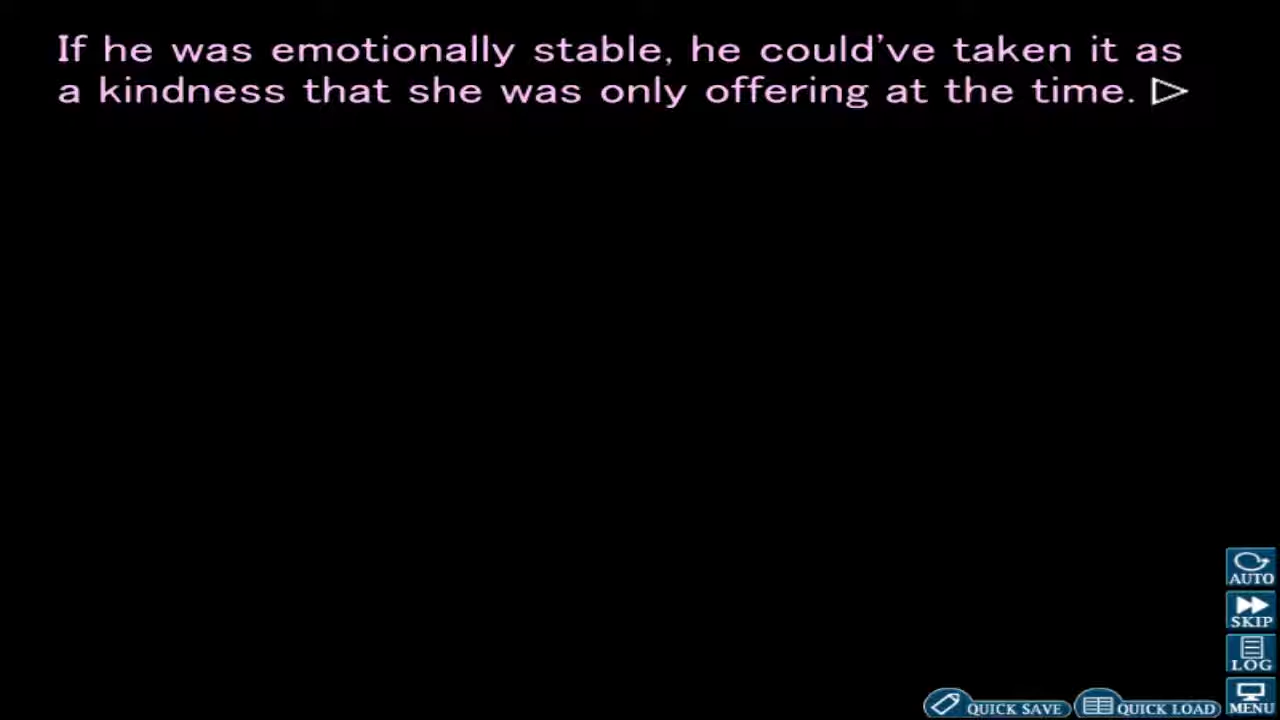 If he was emotionally stable, he could've taken it as
a kindness that she was only offering at the time.
AUTO
SKIP
LOG
QUICK SAVE QUICK LOAD MENU